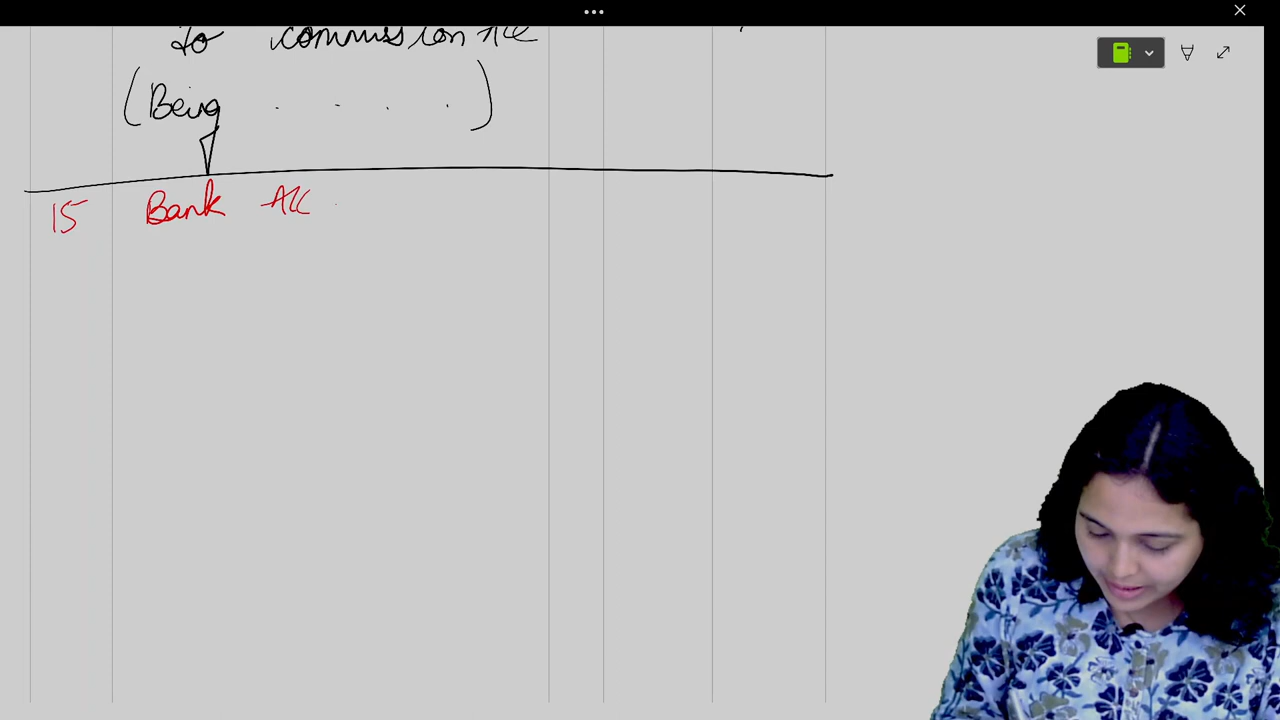 To commission A/c
(Being . . . .)
15 Bank A/c